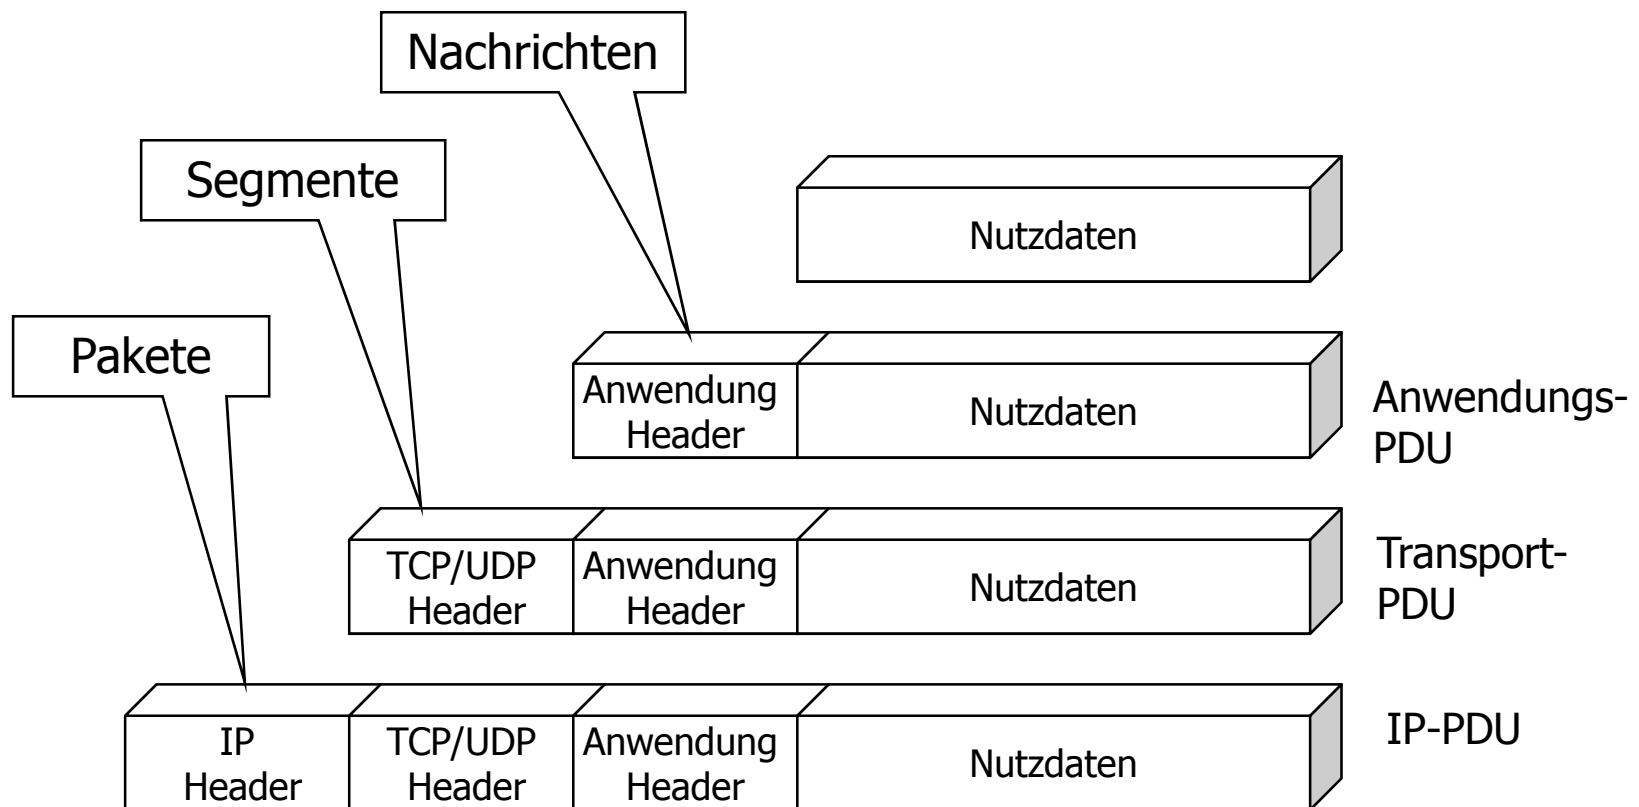 Nachrichten
Segmente
Nutzdaten
Pakete
Anwendung
Header
Nutzdaten
Anwendungs-
PDU
TCP/UDP
Header
Anwendung
Header
Nutzdaten
Transport-
PDU
IP
Header
TCP/UDP
Header
Anwendung
Header
Nutzdaten
IP-PDU